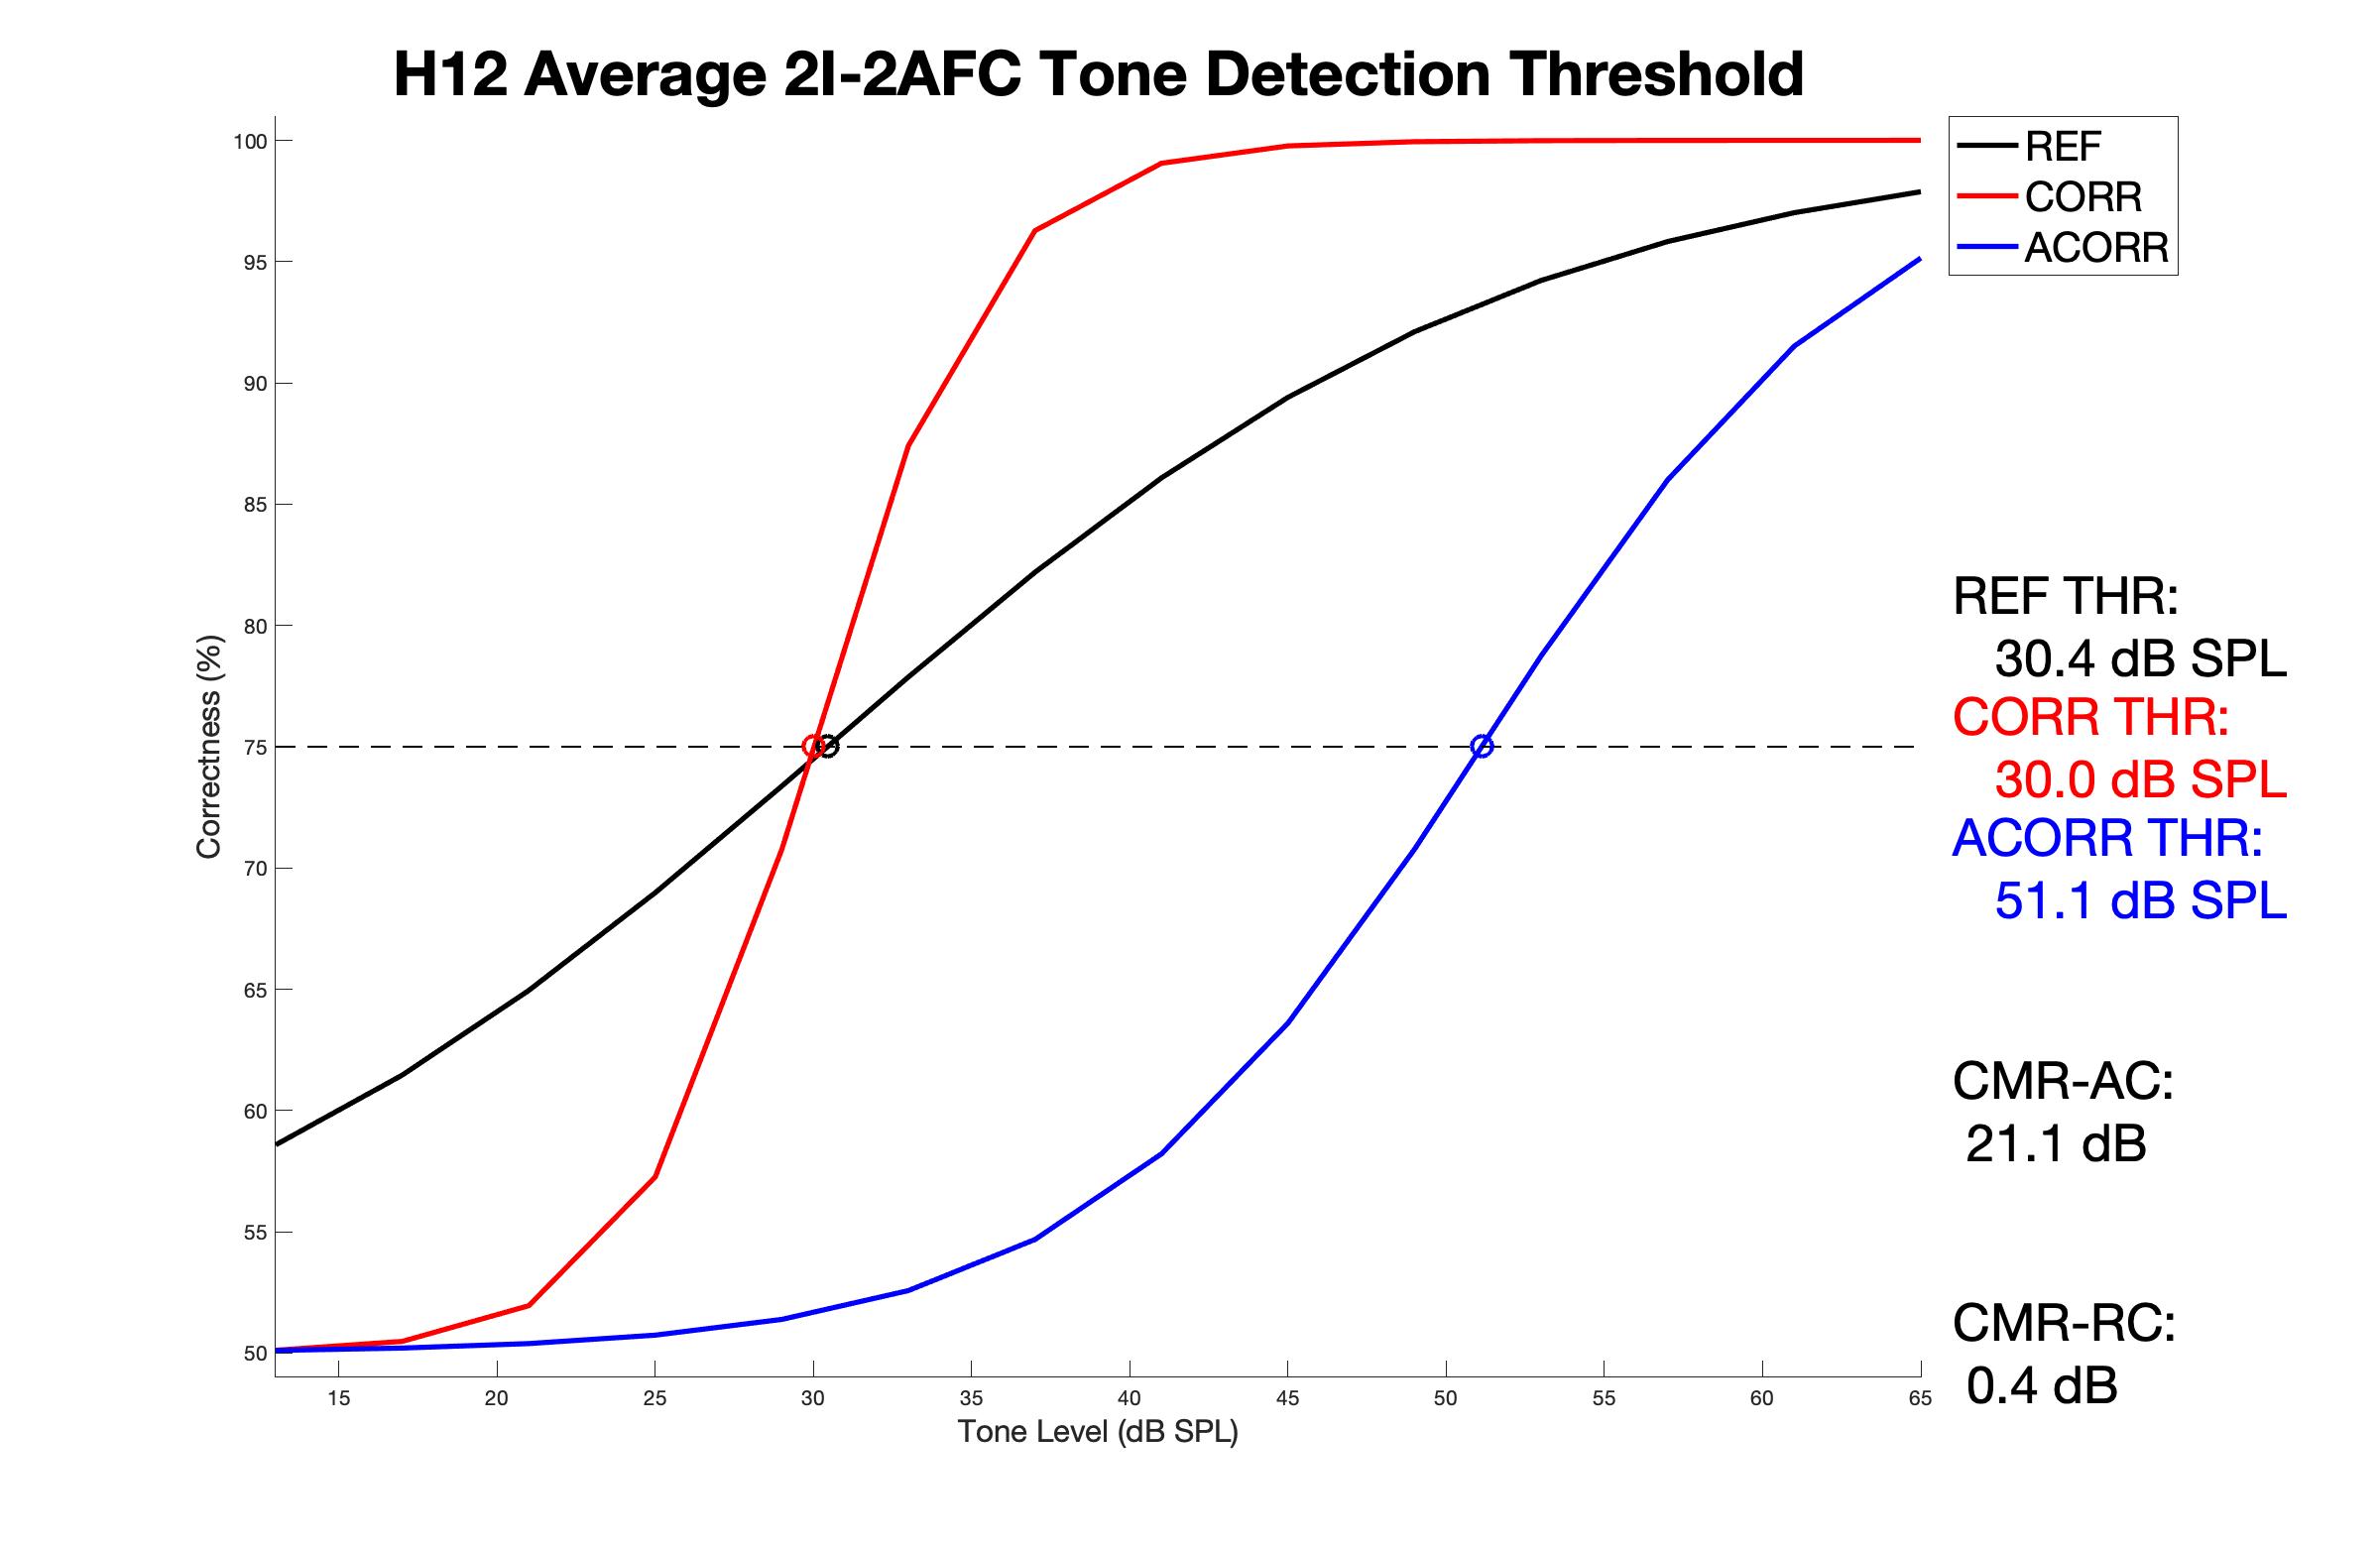 H12 Average 2I-2AFC Tone Detection Threshold
100
95
90
85
80
75
70
65
60
55
50
Correctness (%)
15 20 25 30 35 40 45 50 55 60 65
Tone Level (dB SPL)
REF
CORR
ACORR
REF THR:
30.4 dB SPL
CORR THR:
30.0 dB SPL
ACORR THR:
51.1 dB SPL
CMR-AC:
21.1 dB
CMR-RC:
0.4 dB